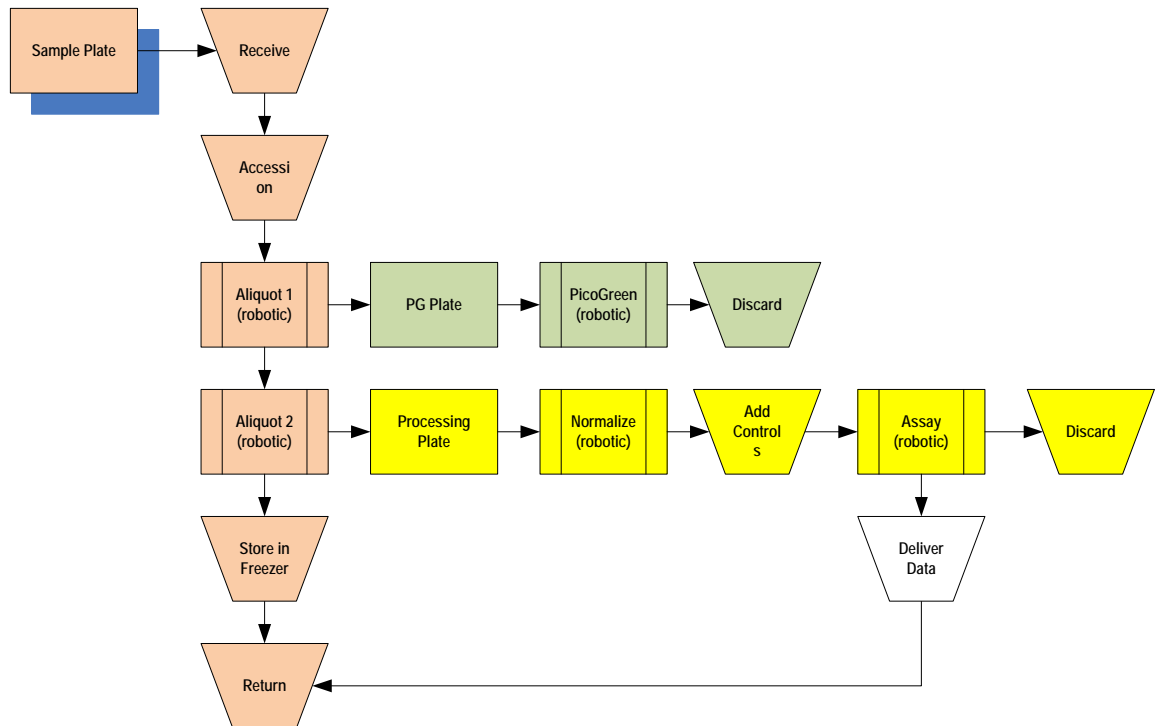 Sample Plate
Receive
Accessi
on
Aliquot 1
(robotic)
PG Plate
PicoGreen
(robotic)
Discard
Aliquot 2
(robotic)
Processing
Plate
Normalize
(robotic)
Add
Control
s
Assay
(robotic)
Discard
Store in
Freezer
Deliver
Data
Return